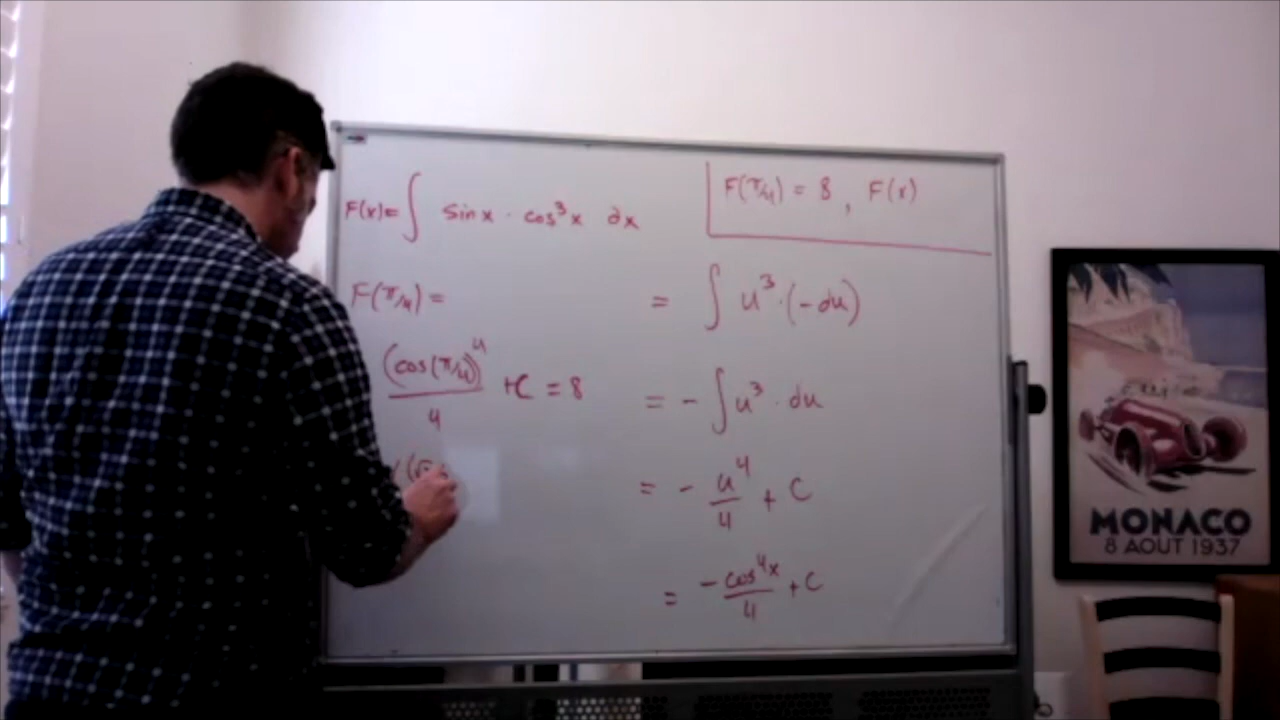 F(x) = ∫ sin x · cos³x dx
F(π/4) = 8, F(x)
F(π/4) =
(cos(π/4))⁴/4 + C = 8
= ∫ u³ · (-du)
= - ∫ u³ · du
= - u⁴/4 + C
= -cos⁴x/4 + C
MONACO
8 AOUT 1937